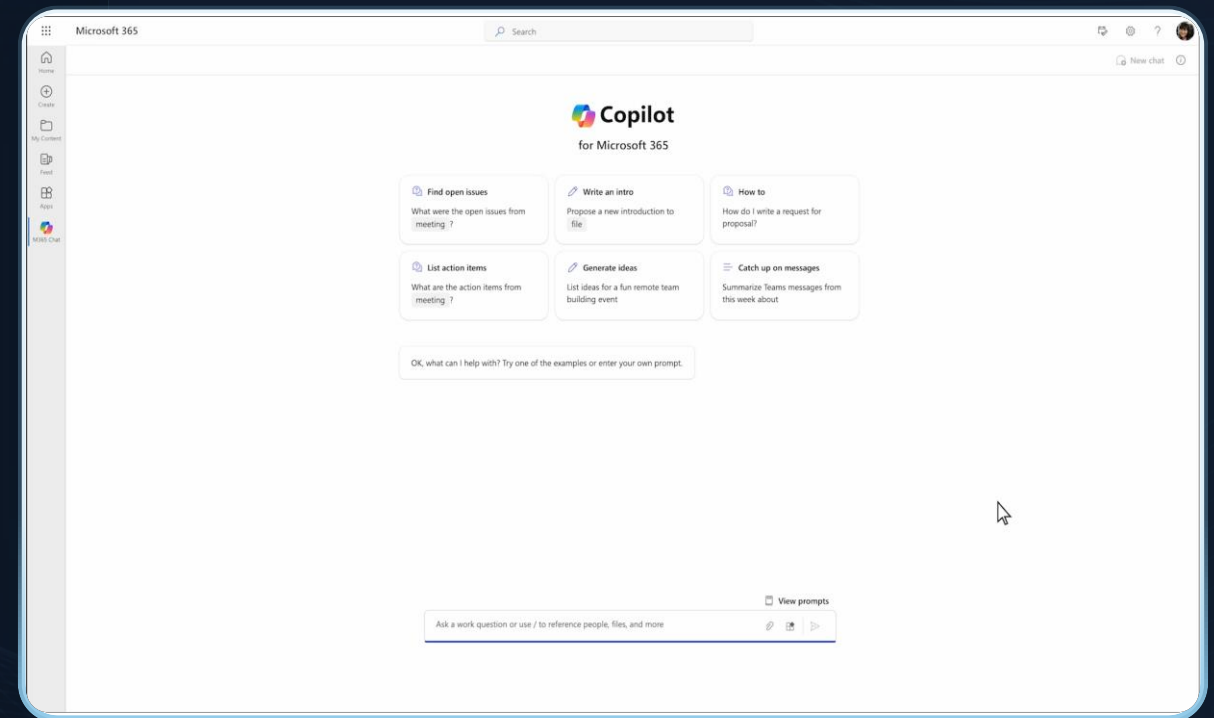 Microsoft 365
Search
?
New chat
Home
Create
My Content
Feed
Apps
M365 Chat
Copilot
for Microsoft 365
Find open issues
What were the open issues from
meeting ?
Write an intro
Propose a new introduction to
file
How to
How do I write a request for
proposal?
List action items
What are the action items from
meeting ?
Generate ideas
List ideas for a fun remote team
building event
Catch up on messages
Summarize Teams messages from
this week about
OK, what can I help with? Try one of the examples or enter your own prompt.
View prompts
Ask a work question or use / to reference people, files, and more